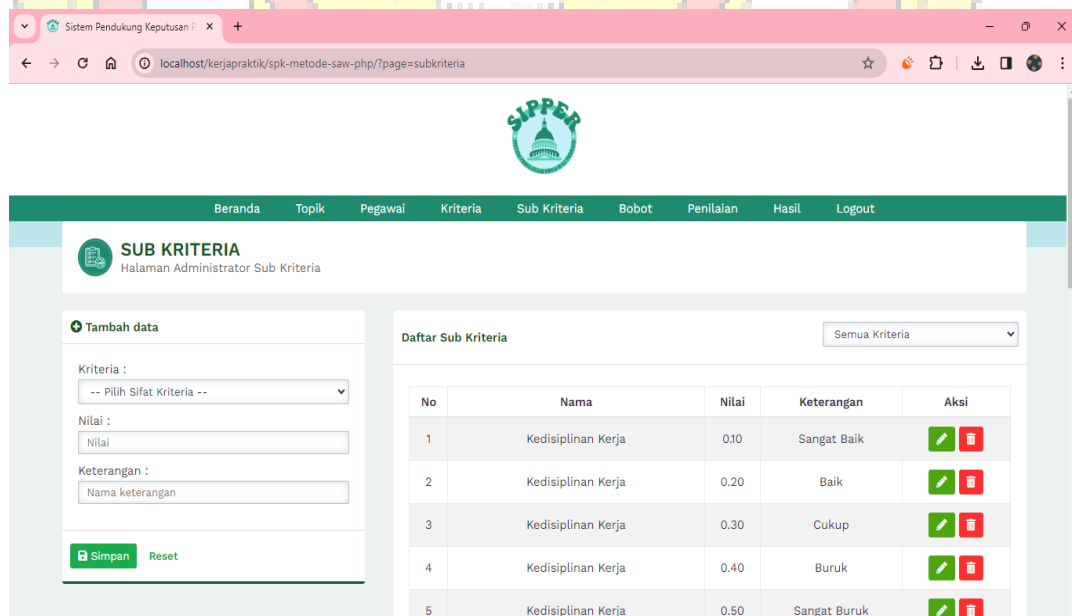 Sistem Pendukung Keputusan P
localhost/kerjapraktik/spk-metode-saw-php/?page=subkriteria
SIPPER
Beranda Topik Pegawai Kriteria Sub Kriteria Bobot Penilaian Hasil Logout
SUB KRITERIA
Halaman Administrator Sub Kriteria
Tambah data
Kriteria :
-- Pilih Sifat Kriteria --
Nilai :
Nilai
Keterangan :
Nama keterangan
Simpan Reset
Daftar Sub Kriteria Semua Kriteria
No Nama Nilai Keterangan Aksi
1 Kedisiplinan Kerja 0.10 Sangat Baik
2 Kedisiplinan Kerja 0.20 Baik
3 Kedisiplinan Kerja 0.30 Cukup
4 Kedisiplinan Kerja 0.40 Buruk
5 Kedisiplinan Kerja 0.50 Sangat Buruk